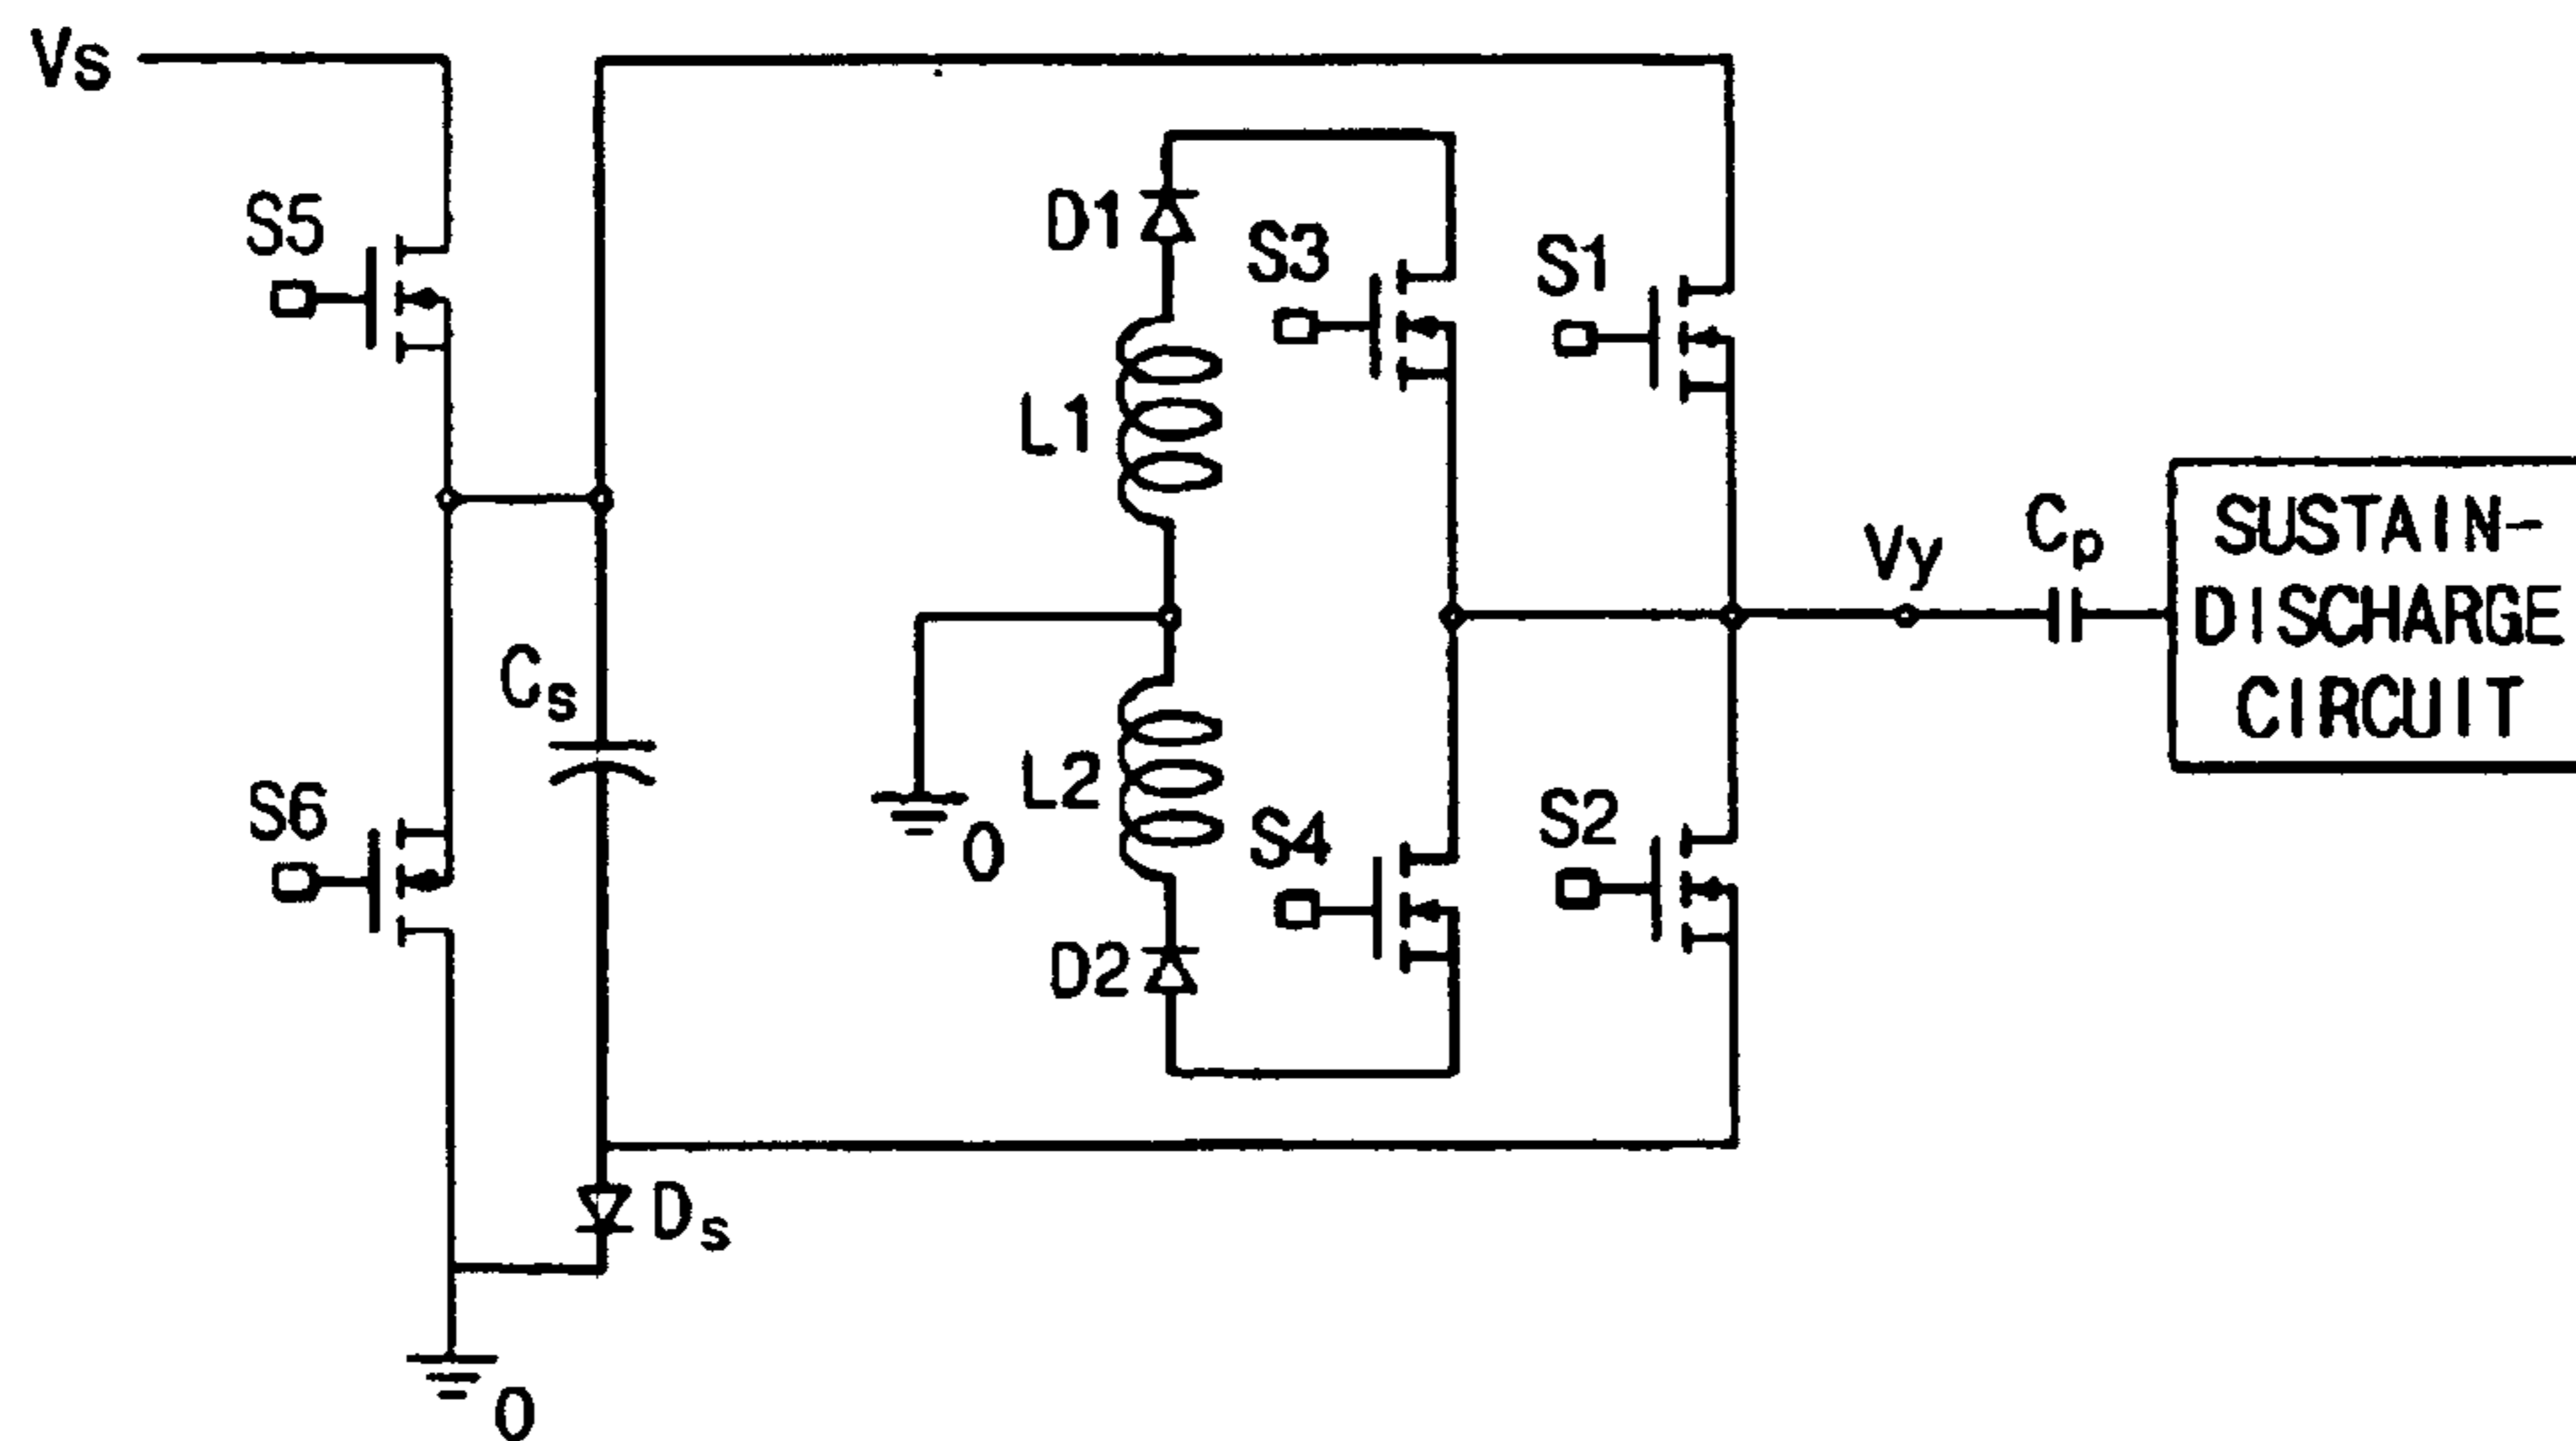 Vs
S5
D1
S3
S1
L1
Vy
Cp
SUSTAIN-
DISCHARGE
CIRCUIT
Cs
L2
S6
0
S4
S2
D2
Ds
0